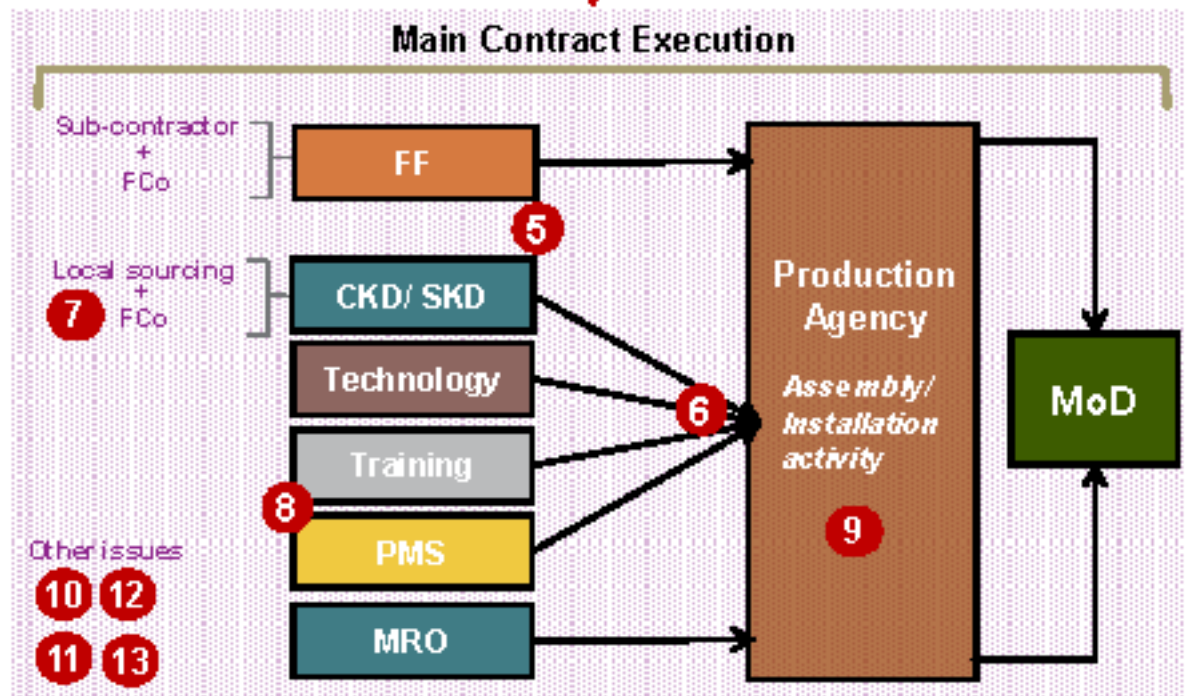 Main Contract Execution
Sub-contractor
+
FCo
FF
5
Local sourcing
+
7 FCo
CKD/ SKD
Technology
6
Training
8
PMS
MRO
Production
Agency
Assembly/
Installation
activity
9
MoD
Other issues
10 12
11 13